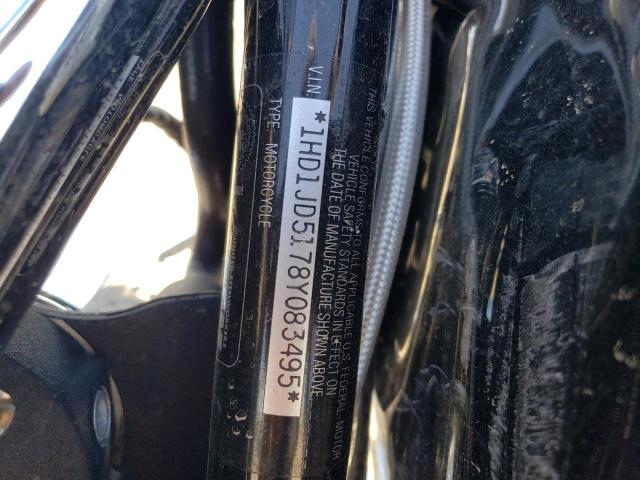 THIS VEHICLE CONFORMS TO ALL APPLICABLE U.S. FEDERAL MOTOR
VEHICLE SAFETY STANDARDS IN EFFECT ON
THE DATE OF MANUFACTURE SHOWN ABOVE
V.I.N.
*1HD1JD5178Y083495*
TYPE: MOTORCYCLE